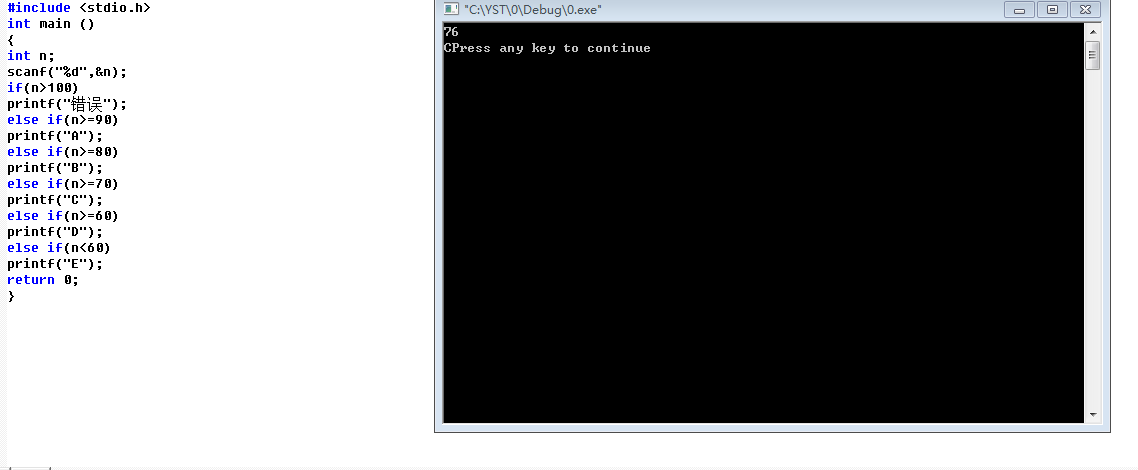 #include <stdio.h>
int main ()
{
int n;
scanf("%d",&n);
if(n>100)
printf("错误");
else if(n>=90)
printf("A");
else if(n>=80)
printf("B");
else if(n>=70)
printf("C");
else if(n>=60)
printf("D");
else if(n<60)
printf("E");
return 0;
}
"C:\YST\0\Debug\0.exe"
76
CPress any key to continue